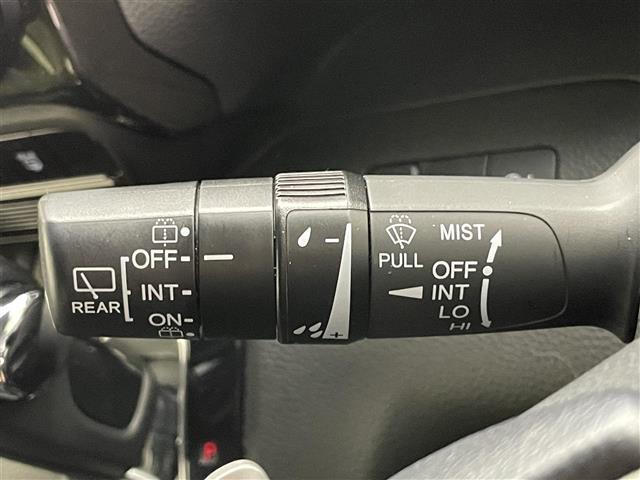 OFF
INT
ON
REAR
-
+
PULL
MIST
OFF
INT
LO
HI